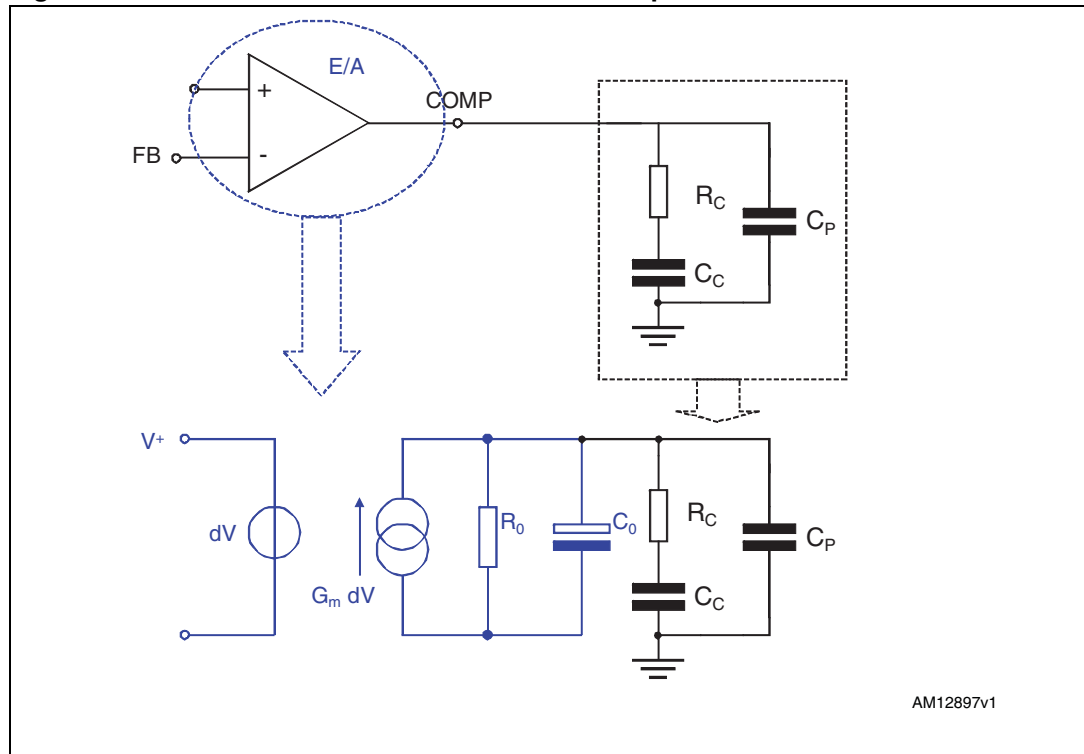 E/A
+
COMP
FB
-
R_C
C_P
C_C
V+
dV
G_m dV
R_0
C_0
R_C
C_P
C_C
AM12897v1